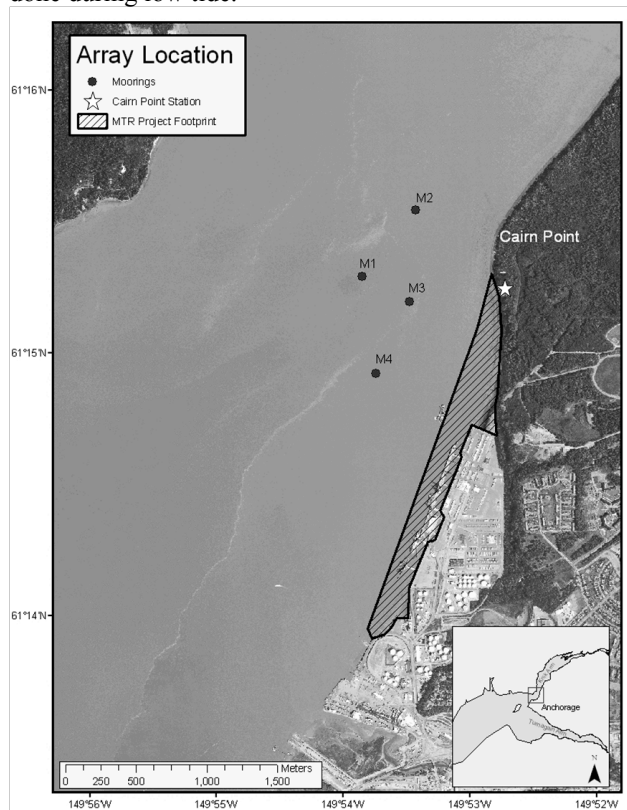 done during low tide.
Array Location
Moorings
Cairn Point Station
MTR Project Footprint
61°16'N
M2
Cairn Point
M1
M3
61°15'N
M4
61°14'N
Anchorage
N
Meters
0 250 500 1,000 1,500
149°56'W 149°55'W 149°54'W 149°53'W 149°52'W